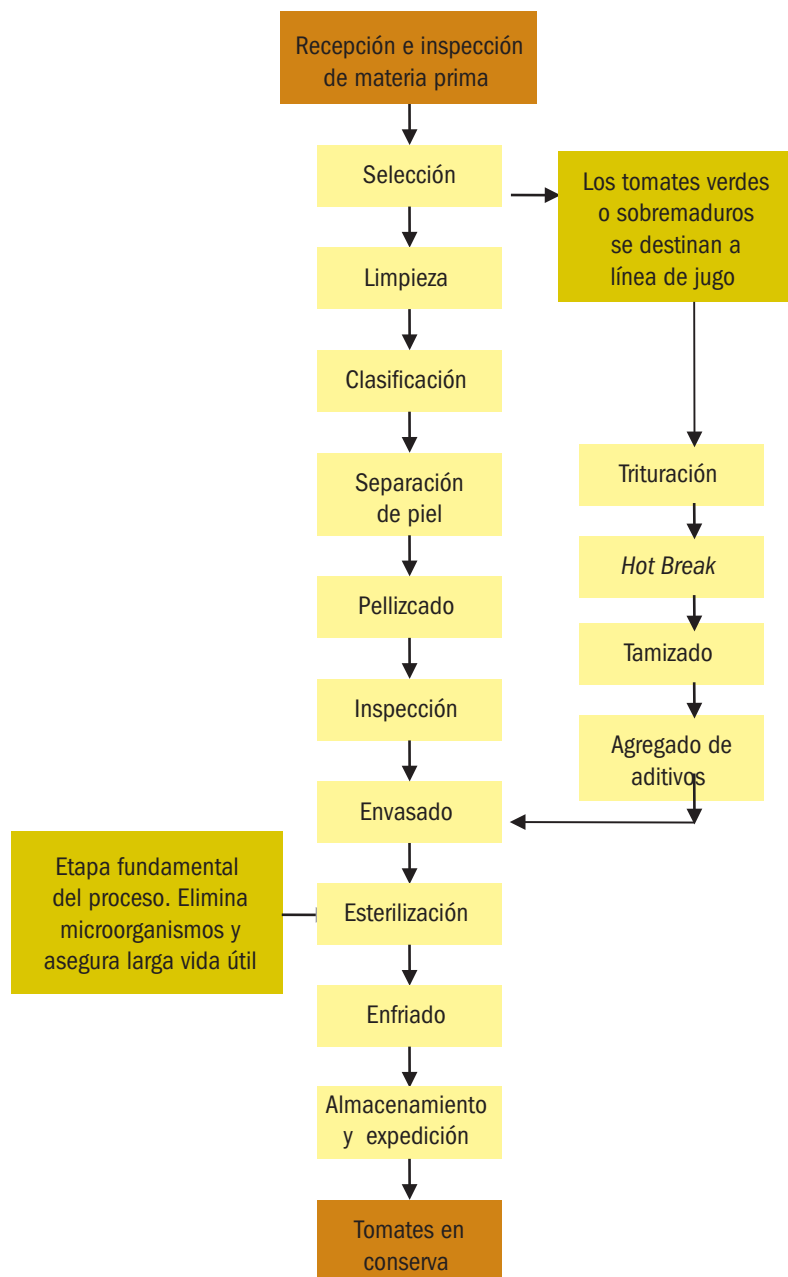 Recepción e inspección
de materia prima
Selección
Los tomates verdes
o sobremaduros
se destinan a
línea de jugo
Limpieza
Clasificación
Separación
de piel
Pellizcado
Inspección
Trituración
Hot Break
Tamizado
Agregado de
aditivos
Envasado
Etapa fundamental
del proceso. Elimina
microorganismos y
asegura larga vida útil
Esterilización
Enfriado
Almacenamiento
y expedición
Tomates en
conserva